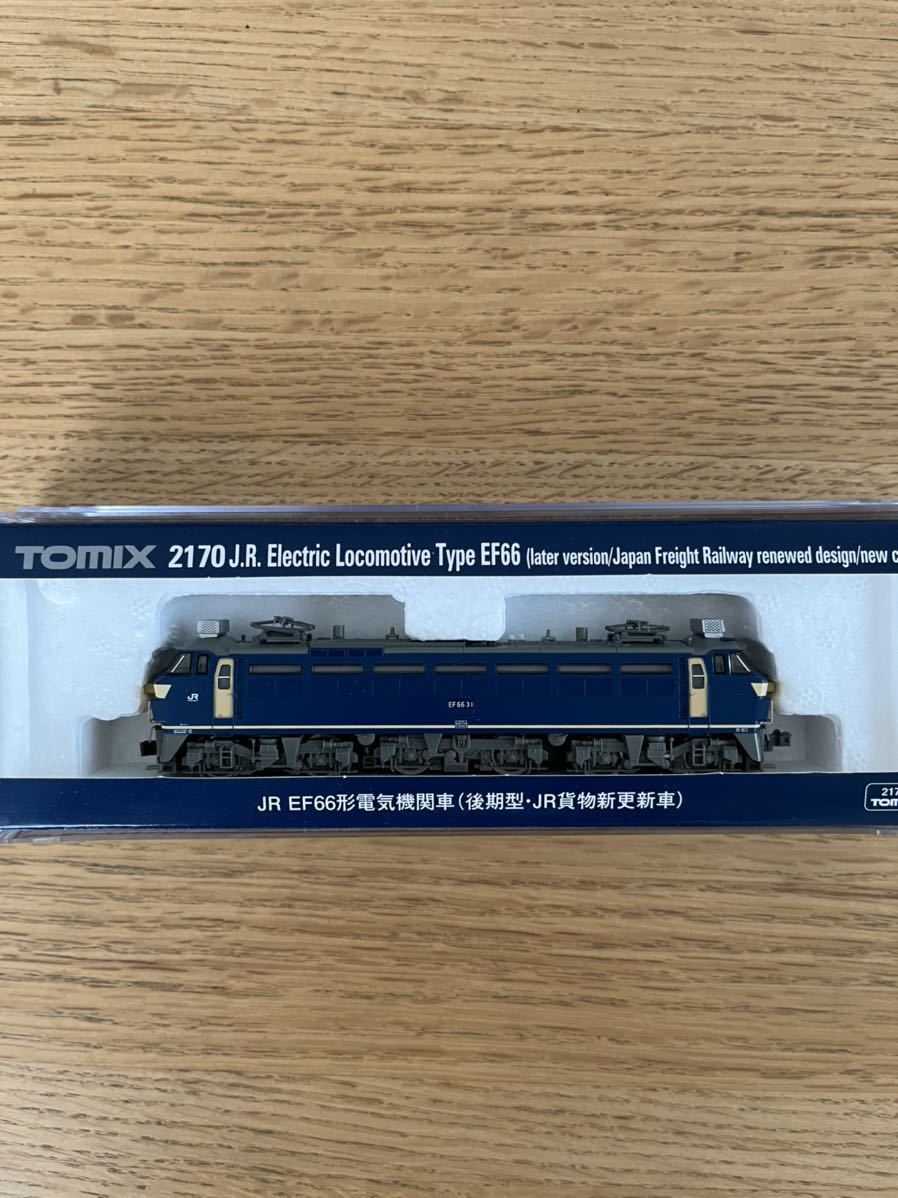 TOMIX 2170 J.R. Electric Locomotive Type EF66 (later version/Japan Freight Railway renewed design/new c
JR
EF66 31
JR EF66形電気機関車(後期型・JR貨物新更新車)
217
TOM